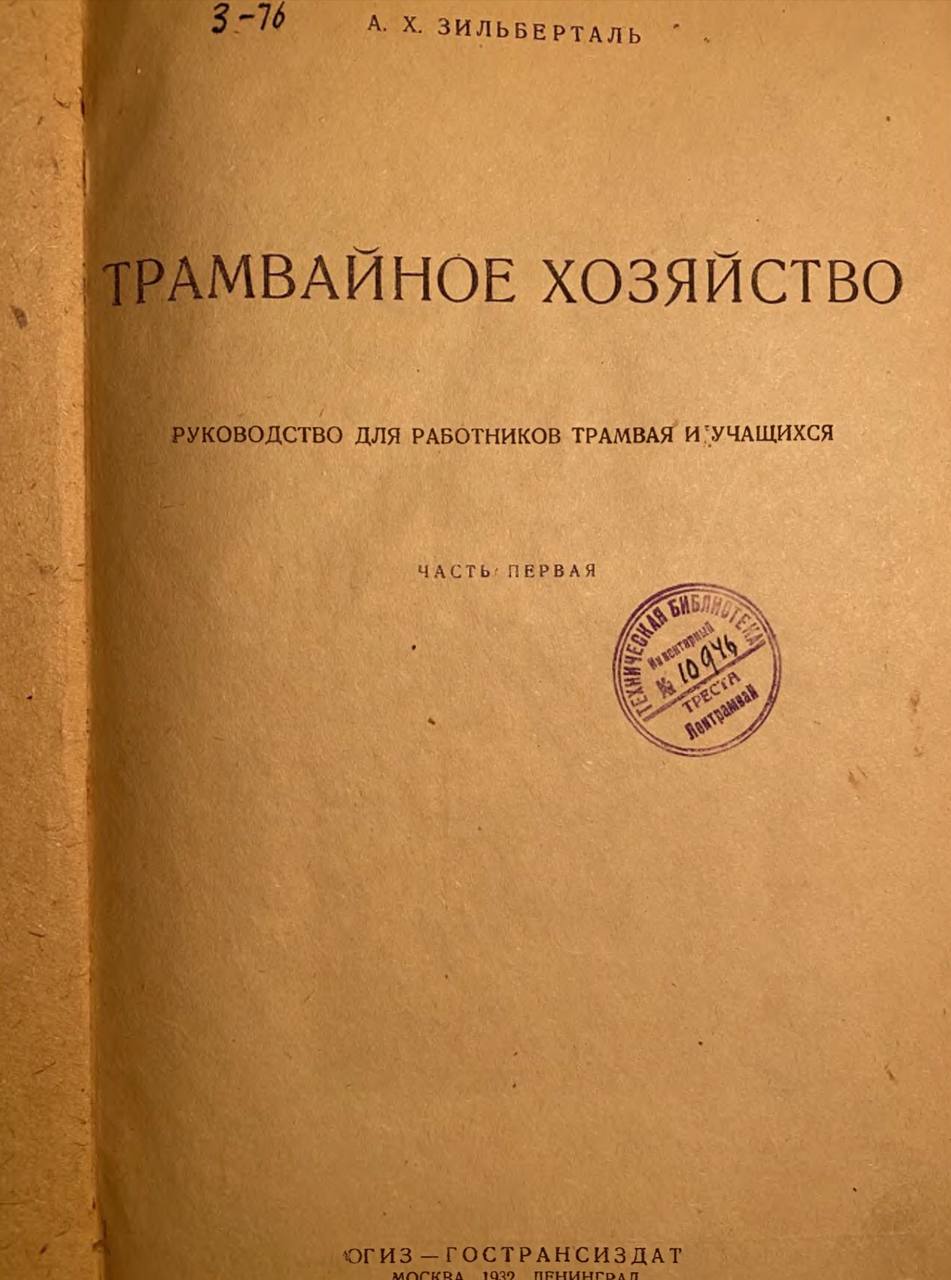 З-76
А. Х. ЗИЛЬБЕРТАЛЬ
ТРАМВАЙНОЕ ХОЗЯЙСТВО
РУКОВОДСТВО ДЛЯ РАБОТНИКОВ ТРАМВАЯ И УЧАЩИХСЯ
ЧАСТЬ ПЕРВАЯ
ТЕХНИЧЕСКАЯ БИБЛИОТЕКА
Инвентарный
№ 10946
ТРЕСТА
Лентрамвай
ОГИЗ — ГОСТРАНСИЗДАТ
МОСКВА 1932 ЛЕНИНГРАД